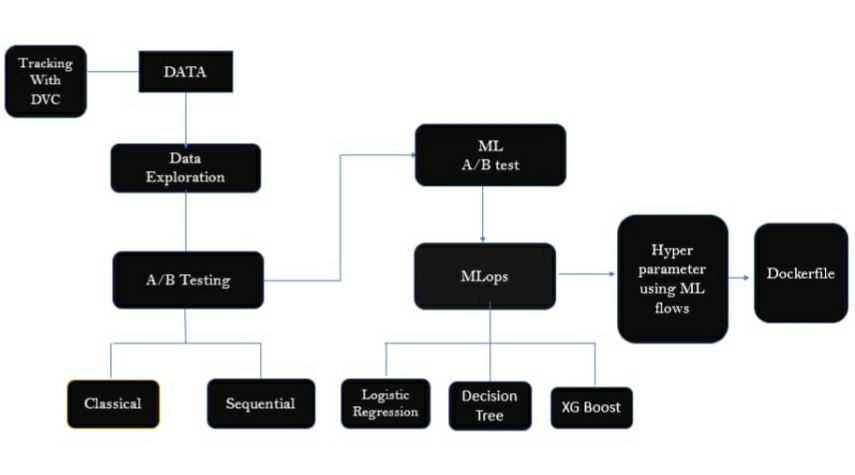 Tracking
With
DVC
DATA
Data
Exploration
ML
A/B test
A/B Testing
MLops
Hyper
parameter
using ML
flows
Dockerfile
Classical
Sequential
Logistic
Regression
Decision
Tree
XG Boost